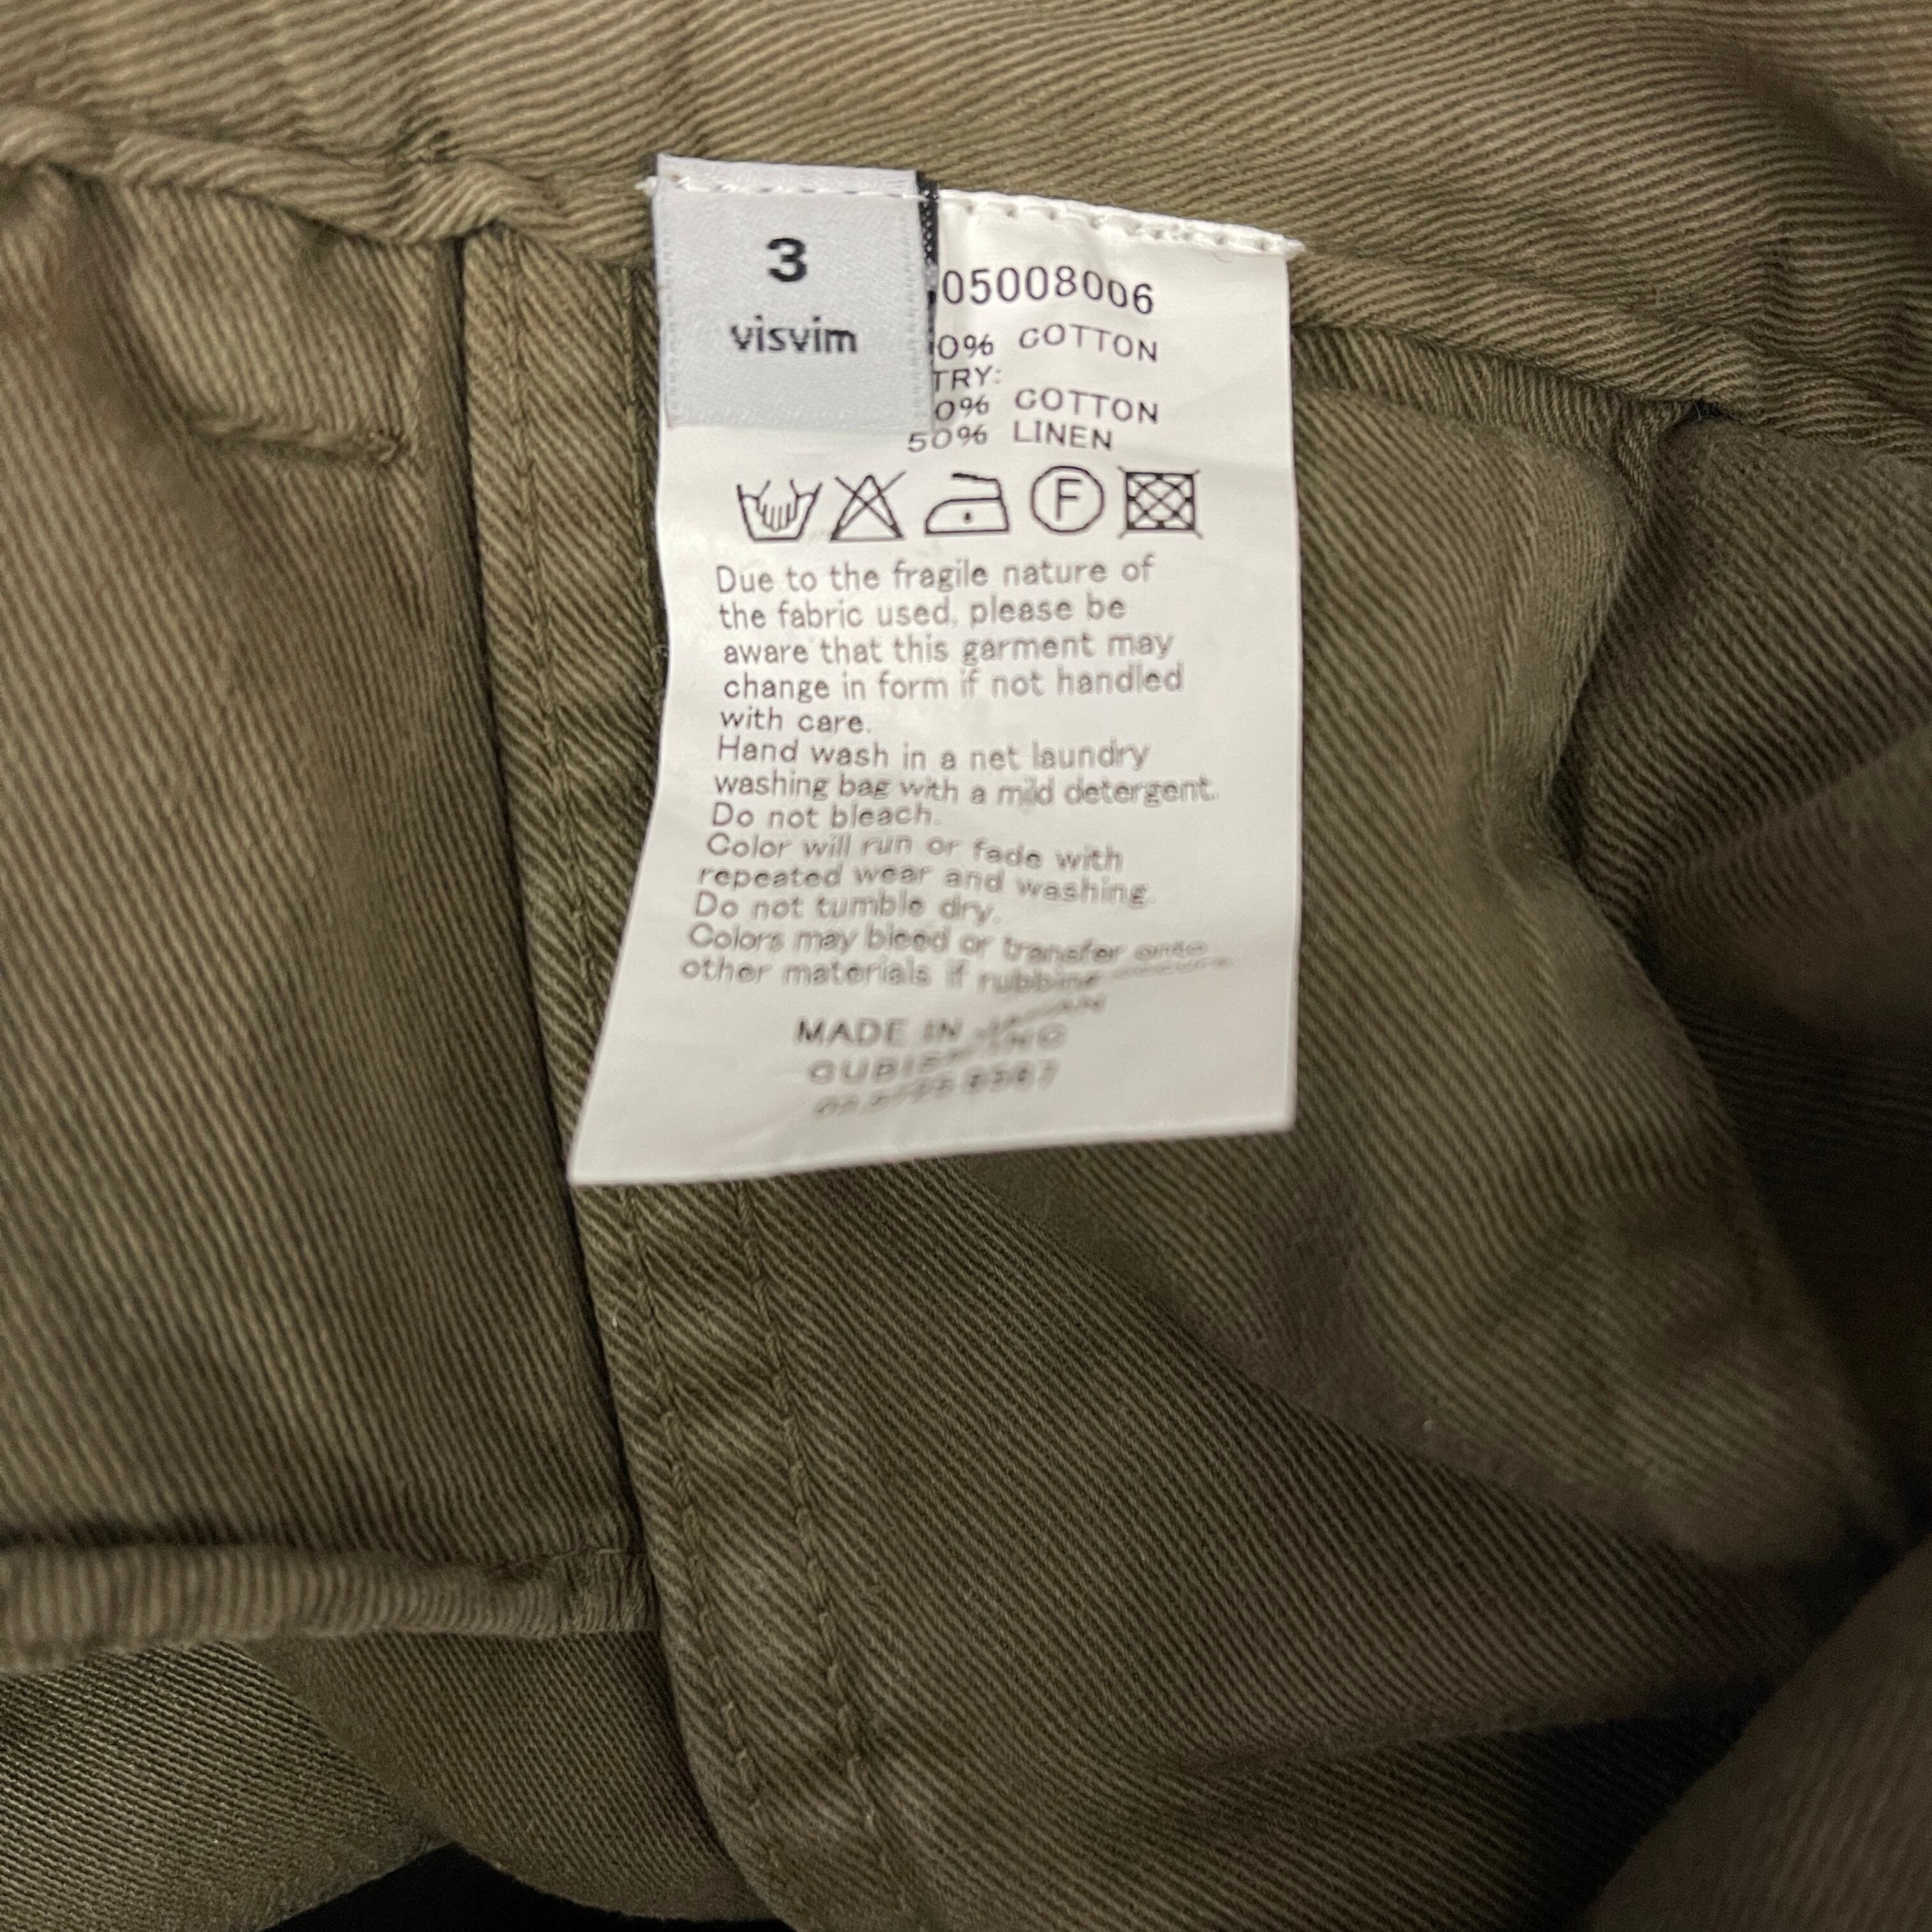 3
visvim
05008006
0% COTTON
TRY:
0% COTTON
50% LINEN
F
Due to the fragile nature of
the fabric used, please be
aware that this garment may
change in form if not handled
with care.
Hand wash in a net laundry
washing bag with a mild detergent.
Do not bleach.
Color will run or fade with
repeated wear and washing.
Do not tumble dry.
Colors may bleed or transfer onto
other materials if rubbing
MADE IN JAPAN
INC